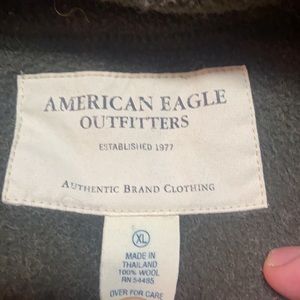 AMERICAN EAGLE
OUTFITTERS
ESTABLISHED 1977
AUTHENTIC BRAND CLOTHING
XL
MADE IN
THAILAND
100% WOOL
RN 54485
OVER FOR CARE